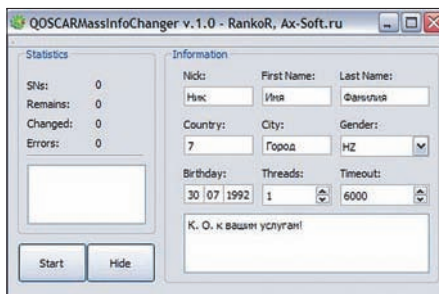 QOSCARMassInfoChanger v.1.0 - RankoR, Ax-Soft.ru
Statistics
SNs: 0
Remains: 0
Changed: 0
Errors: 0
Start
Hide
Information
Nick: First Name: Last Name:
Ник Имя Фамилия
Country: City: Gender:
7 Город HZ
Birthday: Threads: Timeout:
30 07 1992 1 6000
К. О. к вашим услугам!